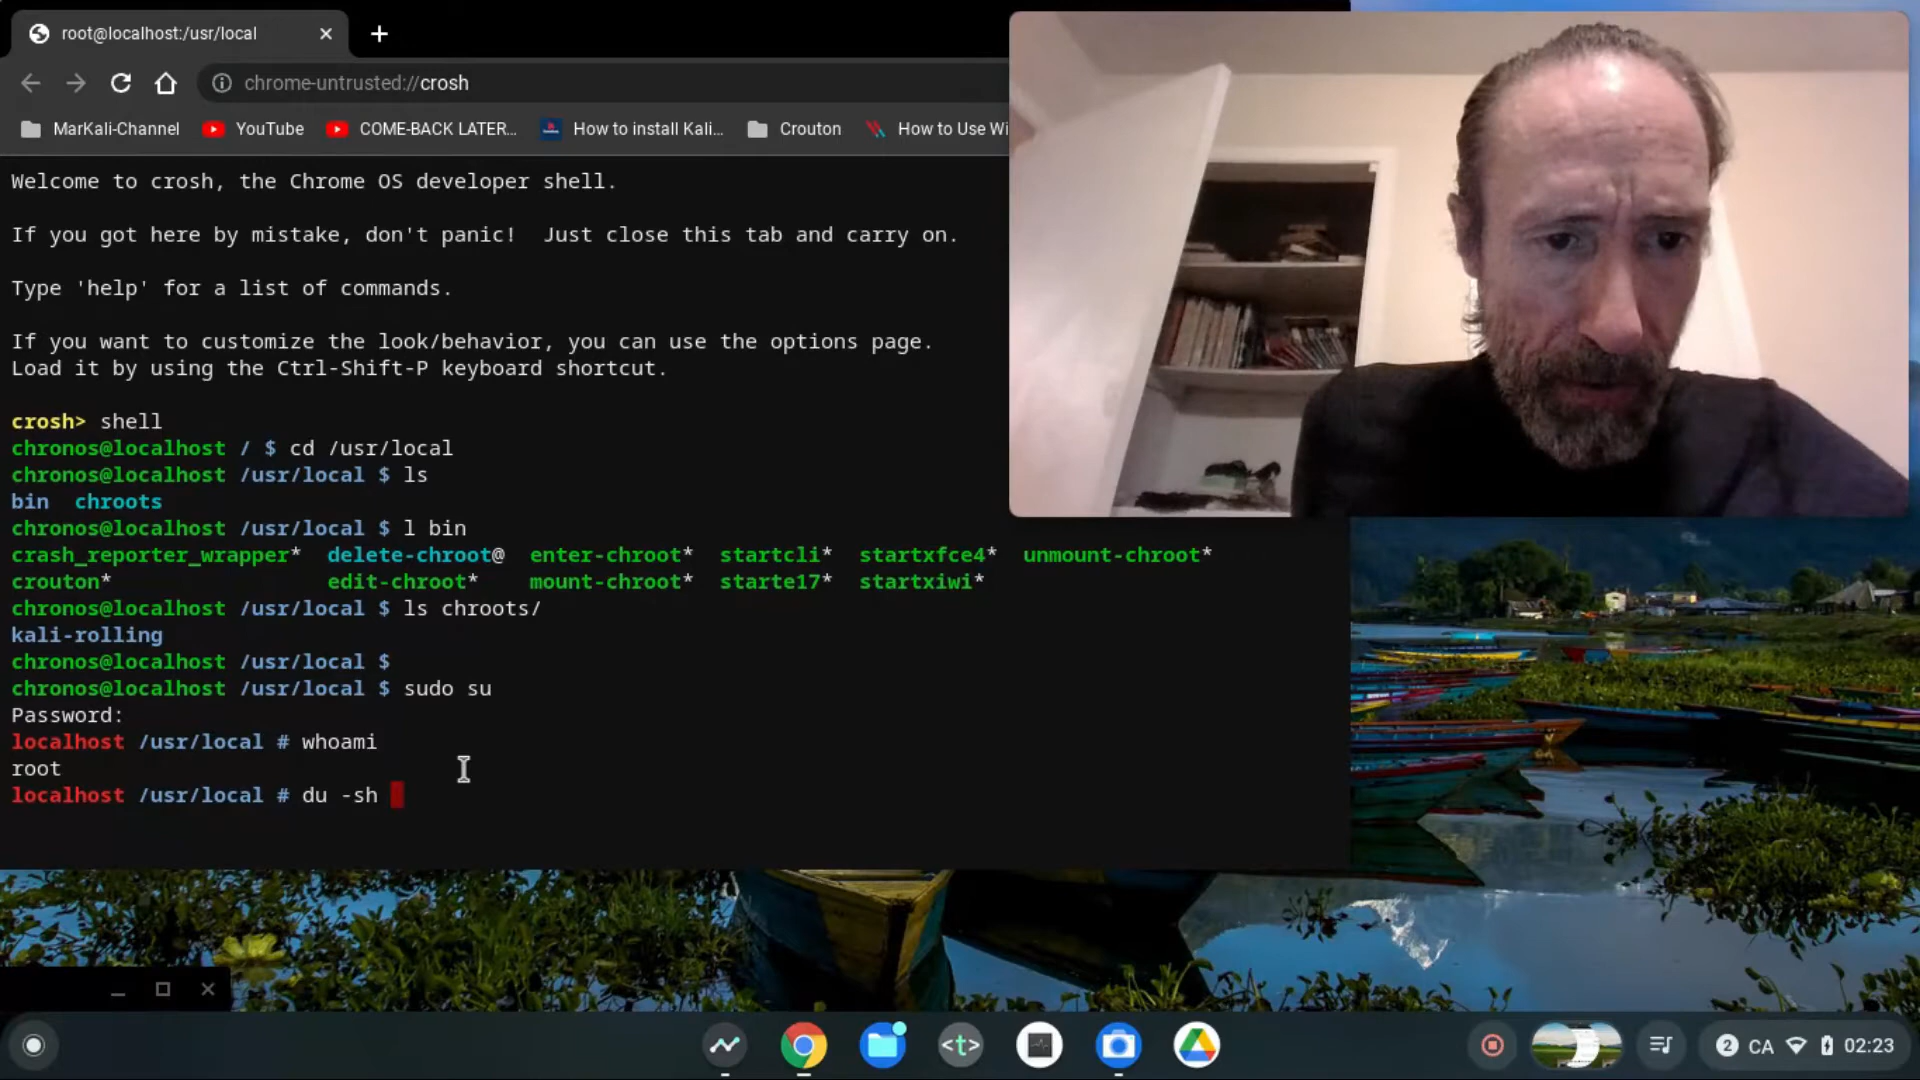 root@localhost:/usr/local
chrome-untrusted://crosh
MarKali-Channel YouTube COME-BACK LATER... How to install Kali... Crouton How to Use Wi
Welcome to crosh, the Chrome OS developer shell.
If you got here by mistake, don't panic!  Just close this tab and carry on.
Type 'help' for a list of commands.
If you want to customize the look/behavior, you can use the options page.
Load it by using the Ctrl-Shift-P keyboard shortcut.
crosh> shell
chronos@localhost / $ cd /usr/local
chronos@localhost /usr/local $ ls
bin  chroots
chronos@localhost /usr/local $ l bin
crash_reporter_wrapper*  delete-chroot@  enter-chroot*  startcli*  startxfce4*  unmount-chroot*
crouton*  edit-chroot*  mount-chroot*  starte17*  startxiwi*
chronos@localhost /usr/local $ ls chroots/
kali-rolling
chronos@localhost /usr/local $
chronos@localhost /usr/local $ sudo su
Password:
localhost /usr/local # whoami
root
localhost /usr/local # du -sh
<t>
2 CA 02:23